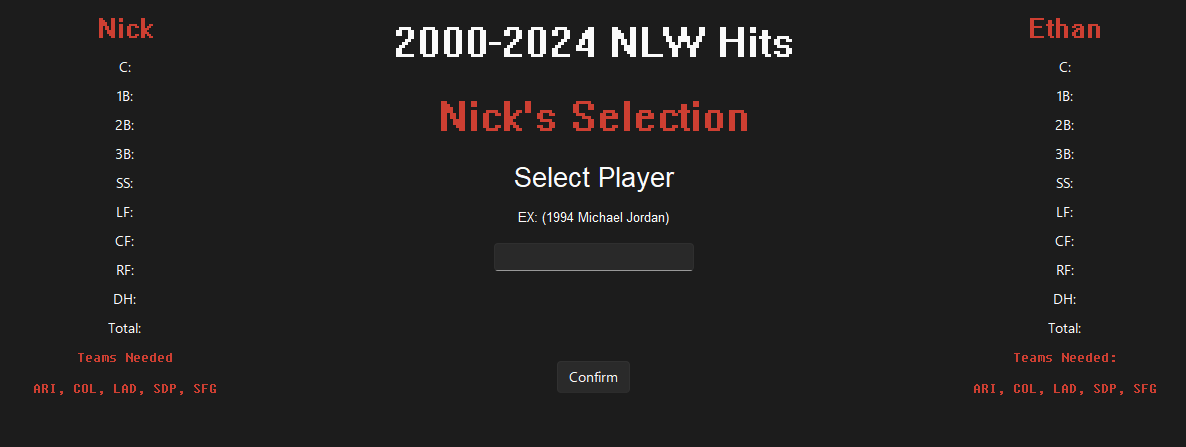 Nick
C:
1B:
2B:
3B:
SS:
LF:
CF:
RF:
DH:
Total:
Teams Needed
ARI, COL, LAD, SDP, SFG
2000-2024 NLW Hits
Nick's Selection
Select Player
EX: (1994 Michael Jordan)
Confirm
Ethan
C:
1B:
2B:
3B:
SS:
LF:
CF:
RF:
DH:
Total:
Teams Needed:
ARI, COL, LAD, SDP, SFG